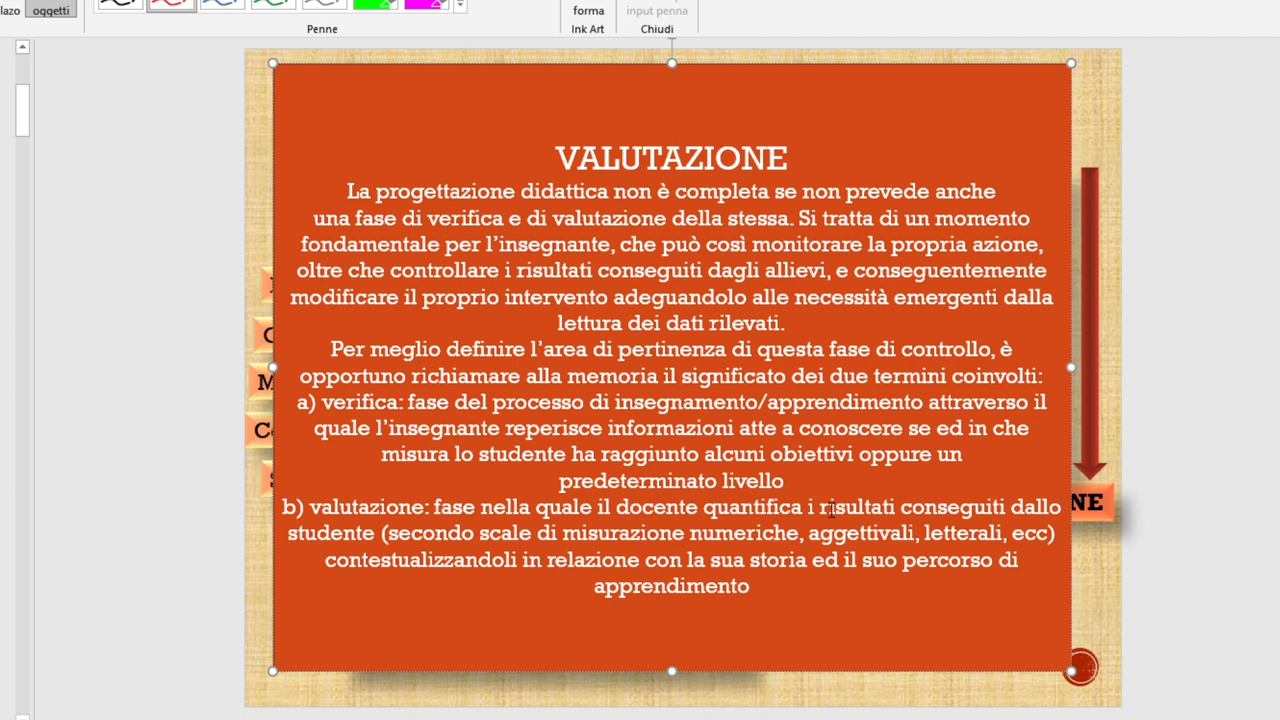 lazo
oggetti
forma
input penna
Penne
Ink Art
Chiudi
VALUTAZIONE
La progettazione didattica non è completa se non prevede anche
una fase di verifica e di valutazione della stessa. Si tratta di un momento
fondamentale per l’insegnante, che può così monitorare la propria azione,
oltre che controllare i risultati conseguiti dagli allievi, e conseguentemente
modificare il proprio intervento adeguandolo alle necessità emergenti dalla
lettura dei dati rilevati.
Per meglio definire l’area di pertinenza di questa fase di controllo, è
opportuno richiamare alla memoria il significato dei due termini coinvolti:
a) verifica: fase del processo di insegnamento/apprendimento attraverso il
quale l’insegnante reperisce informazioni atte a conoscere se ed in che
misura lo studente ha raggiunto alcuni obiettivi oppure un
predeterminato livello
b) valutazione: fase nella quale il docente quantifica i risultati conseguiti dallo
studente (secondo scale di misurazione numeriche, aggettivali, letterali, ecc)
contestualizzandoli in relazione con la sua storia ed il suo percorso di
apprendimento
M
NE